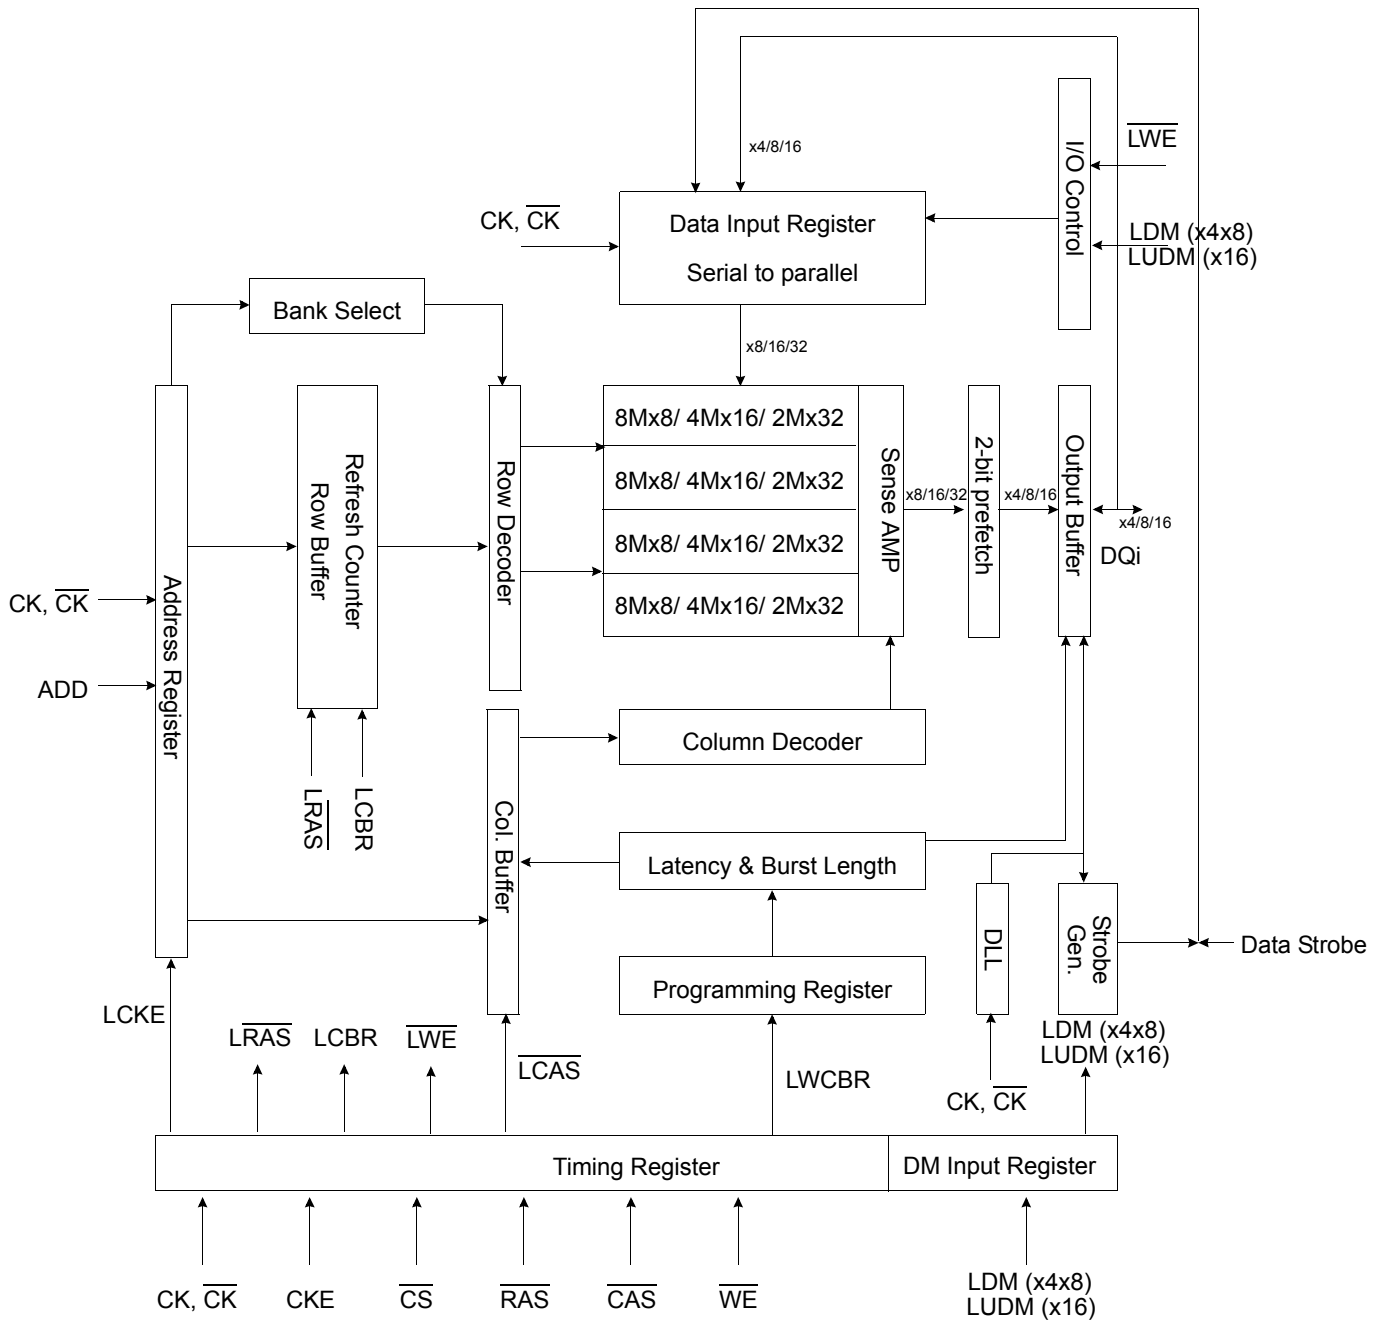 x4/8/16
LWE
I/O Control
CK, CK
Data Input Register
Serial to parallel
LDM (x4x8)
LUDM (x16)
Bank Select
x8/16/32
Address Register
Refresh Counter
Row Buffer
Row Decoder
8Mx8/ 4Mx16/ 2Mx32
8Mx8/ 4Mx16/ 2Mx32
8Mx8/ 4Mx16/ 2Mx32
8Mx8/ 4Mx16/ 2Mx32
Sense AMP
x8/16/32
2-bit prefetch
x4/8/16
Output Buffer
x4/8/16
DQi
CK, CK
ADD
LRAS
LCBR
Col. Buffer
Column Decoder
Latency & Burst Length
Programming Register
DLL
Strobe
Gen.
Data Strobe
LCKE
LRAS
LCBR
LWE
LCAS
LWCBR
CK, CK
LDM (x4x8)
LUDM (x16)
Timing Register
DM Input Register
CK, CK
CKE
CS
RAS
CAS
WE
LDM (x4x8)
LUDM (x16)